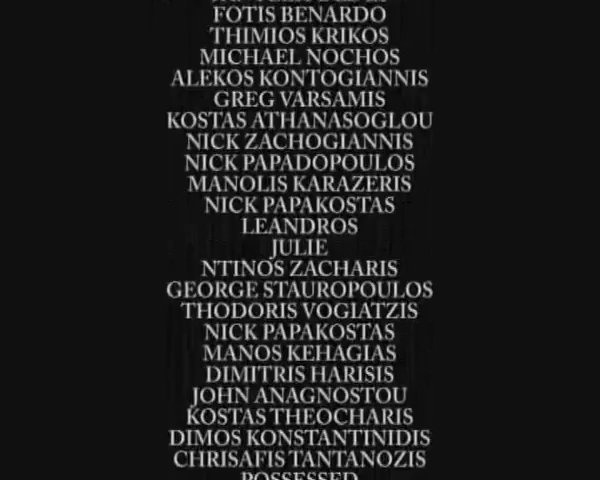 FOTIS BENARDO
THIMIOS KRIKOS
MICHAEL NOCHOS
ALEKOS KONTOGIANNIS
GREG VARSAMIS
KOSTAS ATHANASOGLOU
NICK ZACHOGIANNIS
NICK PAPADOPOULOS
MANOLIS KARAZERIS
NICK PAPAKOSTAS
LEANDROS
JULIE
NTINOS ZACHARIS
GEORGE STAUROPOULOS
THODORIS VOGIATZIS
NICK PAPAKOSTAS
MANOS KEHAGIAS
DIMITRIS HARISIS
JOHN ANAGNOSTOU
KOSTAS THEOCHARIS
DIMOS KONSTANTINIDIS
CHRISAFIS TANTANOZIS
POSSESSED